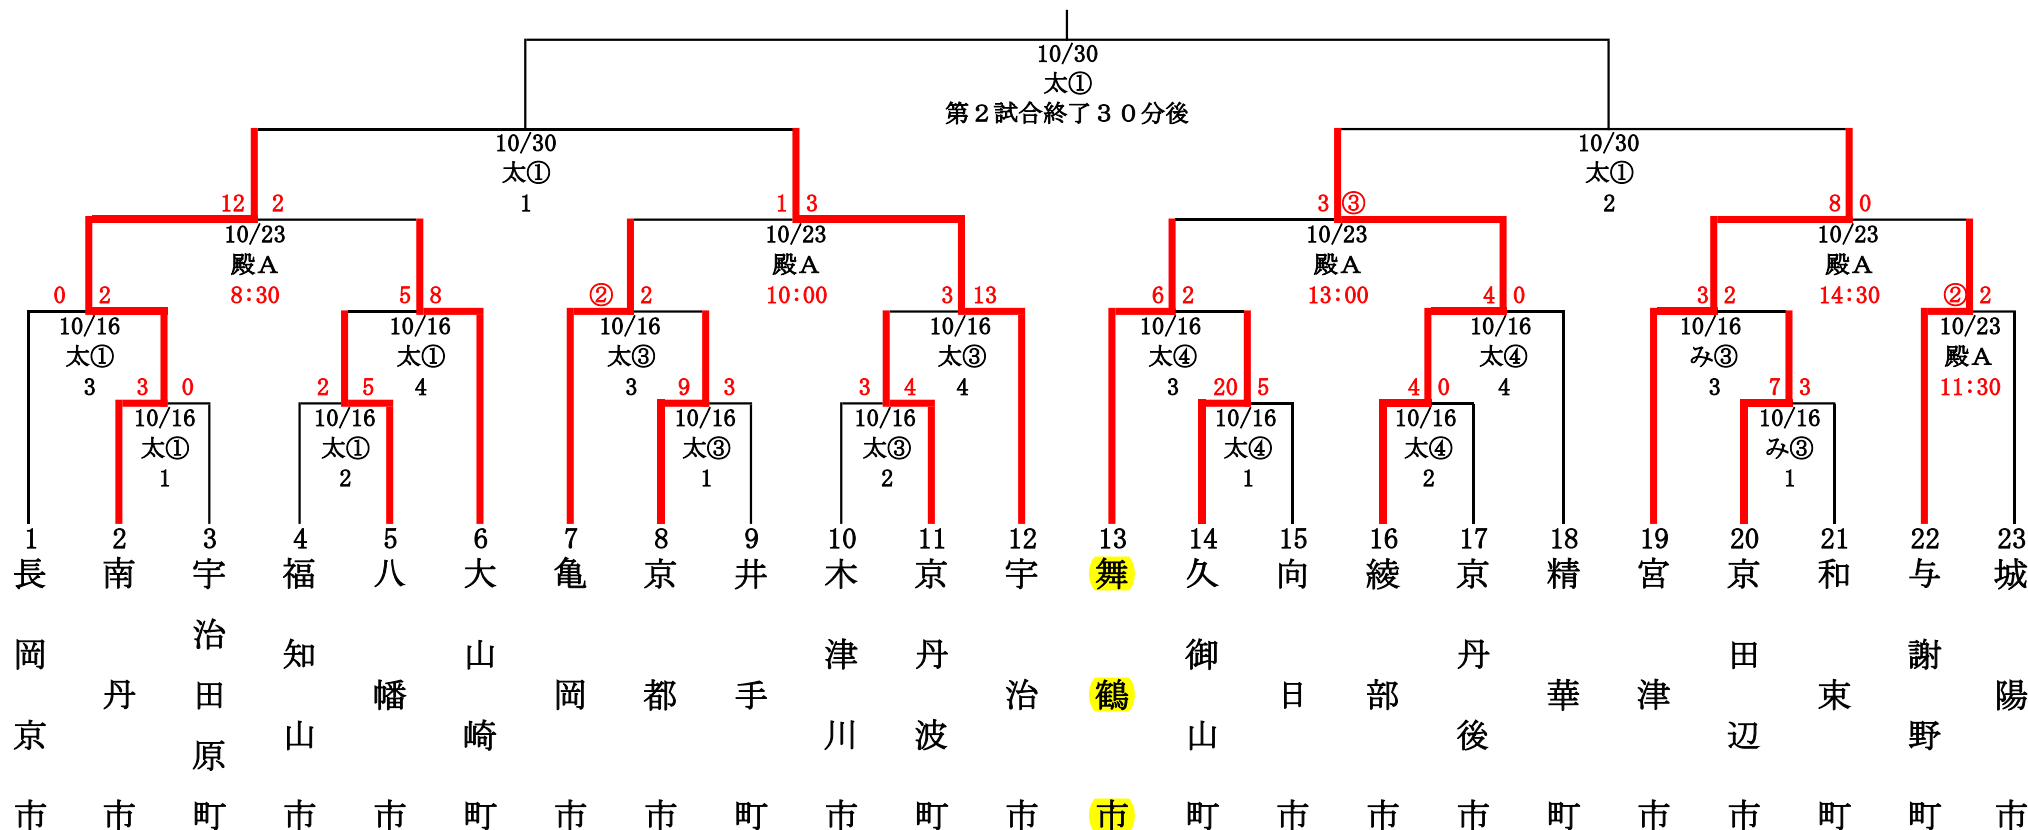 10/30
太①
第２試合終了３０分後
10/30
太①
1
10/30
太①
2
12 2
1 3
3 ③
8 0
10/23
殿Ａ
8:30
10/23
殿Ａ
10:00
10/23
殿Ａ
13:00
10/23
殿Ａ
14:30
0 2
5 8
② 2
3 13
6 2
4 0
3 2
② 2
10/16
太①
3
10/16
太①
4
10/16
太③
3
10/16
太③
4
10/16
太④
3
10/16
太④
4
10/16
み③
3
10/23
殿Ａ
11:30
3 0
2 5
9 3
3 4
20 5
4 0
7 3
10/16
太①
1
10/16
太①
2
10/16
太③
1
10/16
太③
2
10/16
太④
1
10/16
太④
2
10/16
み③
1
1
長岡京市
2
南丹市
3
宇治田原町
4
福知山市
5
八幡市
6
大山崎町
7
亀岡市
8
京都市
9
井手町
10
木津川市
11
京丹波町
12
宇治市
13
舞鶴市
14
久御山町
15
向日市
16
綾部市
17
京丹後市
18
精華町
19
宮津市
20
京田辺市
21
和束町
22
与謝野町
23
城陽市